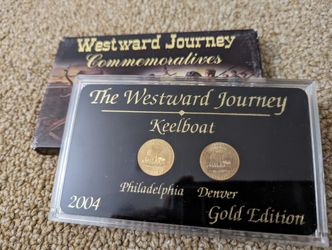 Westward Journey
Commemoratives
The Westward Journey
Keelboat
Philadelphia Denver
2004
Gold Edition